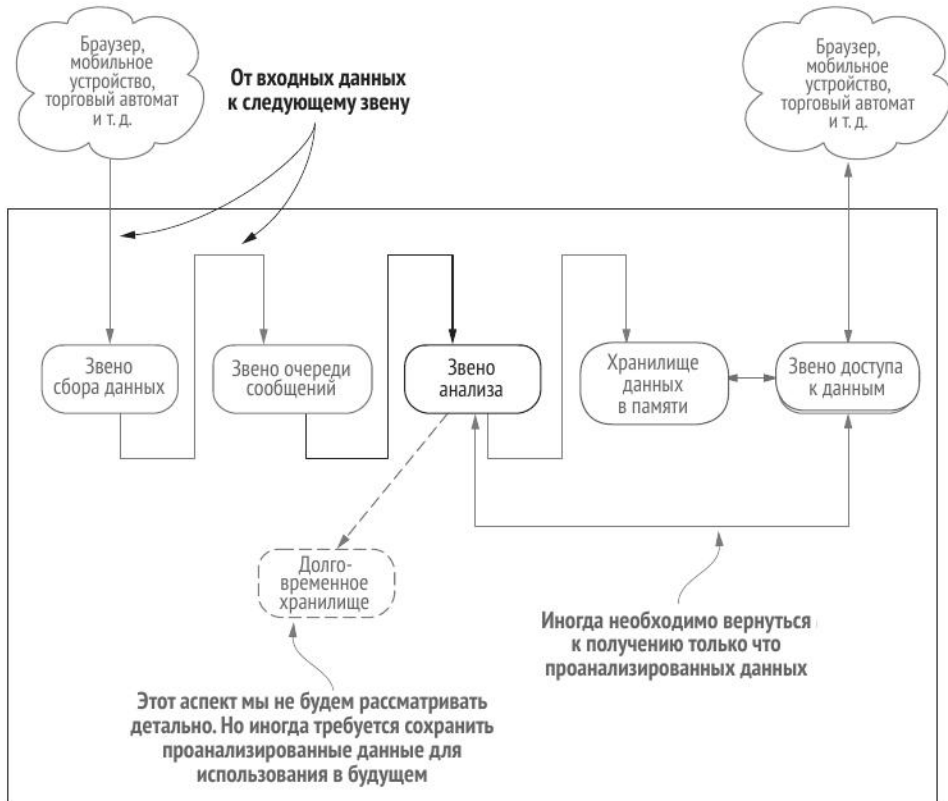 Браузер,
мобильное
устройство,
торговый автомат
и т. д.
От входных данных
к следующему звену
Браузер,
мобильное
устройство,
торговый автомат
и т. д.
Звено
сбора данных
Звено очереди
сообщений
Звено
анализа
Хранилище
данных
в памяти
Звено доступа
к данным
Долго-
временное
хранилище
Иногда необходимо вернуться
к получению только что
проанализированных данных
Этот аспект мы не будем рассматривать
детально. Но иногда требуется сохранить
проанализированные данные для
использования в будущем